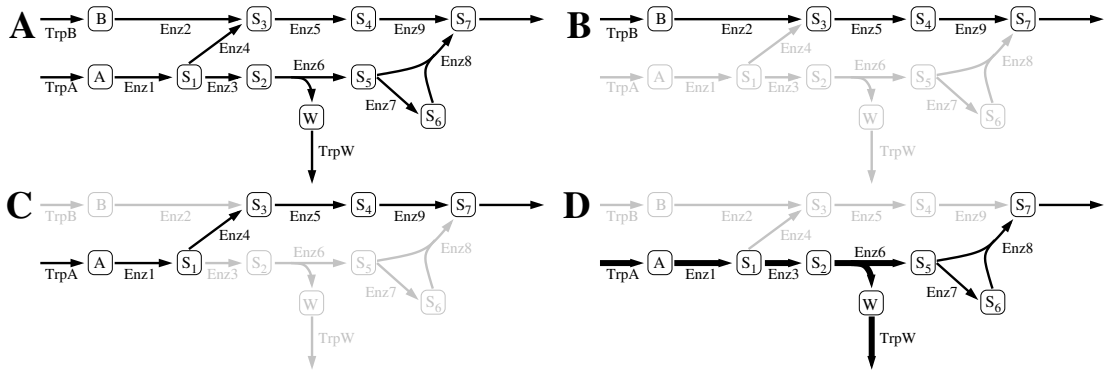 A
TrpB B Enz2 S3 Enz5 S4 Enz9 S7
Enz4
TrpA A Enz1 S1 Enz3 S2 Enz6 S5 Enz8
Enz7 S6
W
TrpW
B
TrpB B Enz2 S3 Enz5 S4 Enz9 S7
Enz4
TrpA A Enz1 S1 Enz3 S2 Enz6 S5 Enz8
Enz7 S6
W
TrpW
C
TrpB B Enz2 S3 Enz5 S4 Enz9 S7
Enz4
TrpA A Enz1 S1 Enz3 S2 Enz6 S5 Enz8
Enz7 S6
W
TrpW
D
TrpB B Enz2 S3 Enz5 S4 Enz9 S7
Enz4
TrpA A Enz1 S1 Enz3 S2 Enz6 S5 Enz8
Enz7 S6
W
TrpW